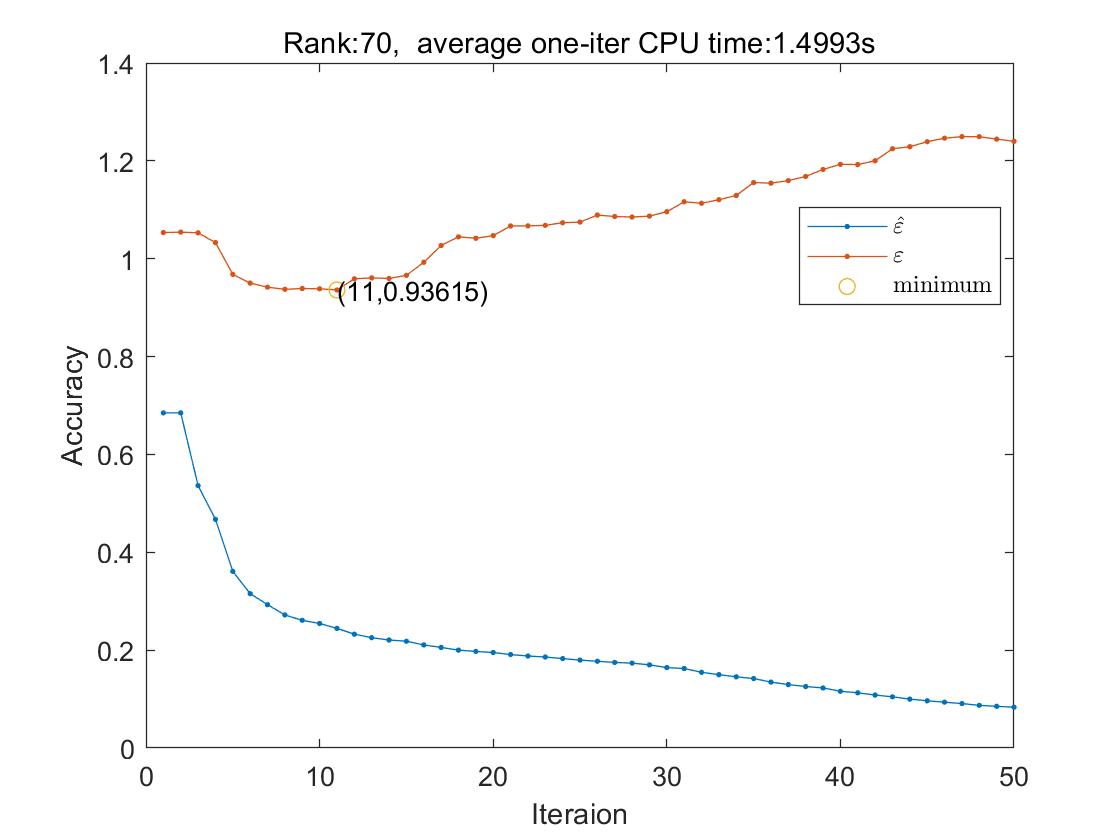 Rank:70,  average one-iter CPU time:1.4993s
1.4
1.2
1
0.8
0.6
0.4
0.2
0
Accuracy
(11,0.93615)
ε̂
ε
minimum
0 10 20 30 40 50
Iteraion